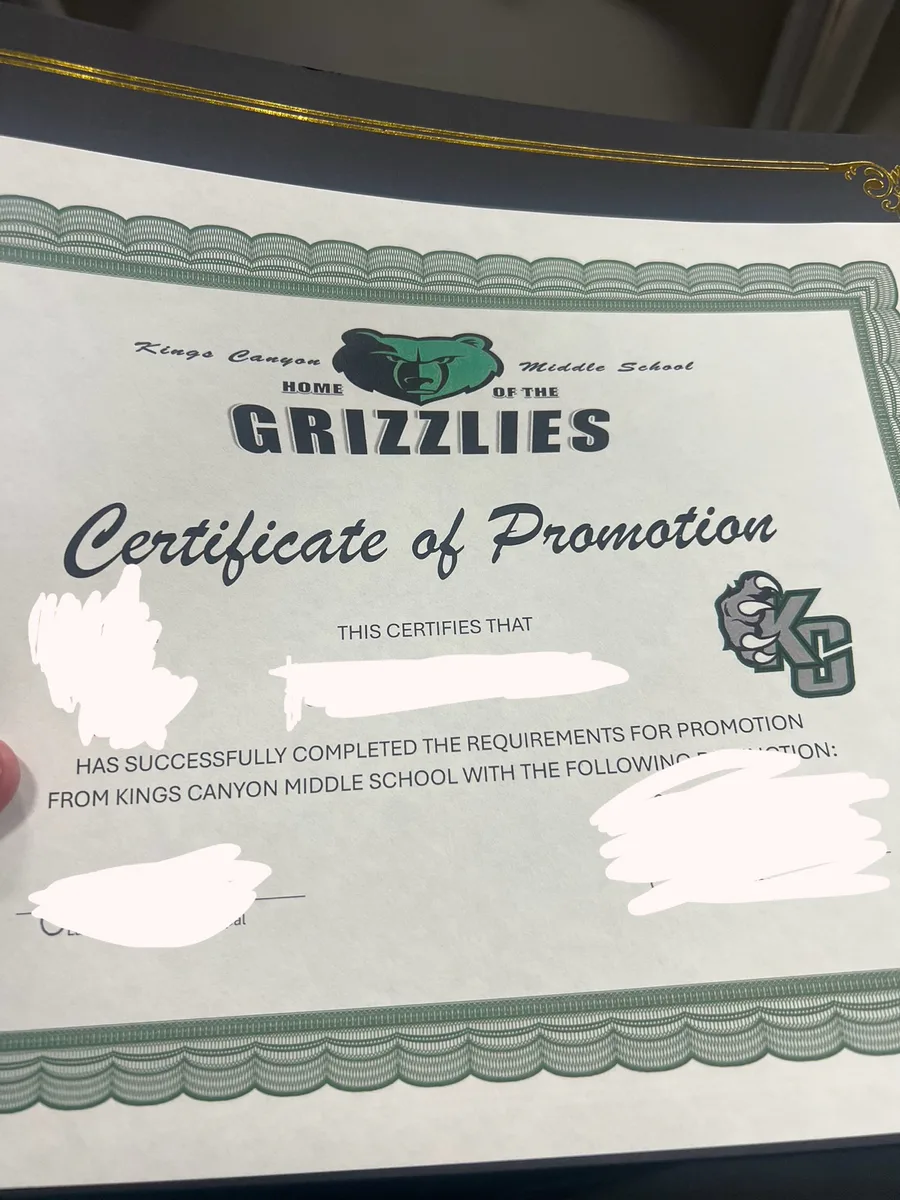 Kings Canyon Middle School
HOME OF THE
GRIZZLIES
Certificate of Promotion
KC
THIS CERTIFIES THAT
HAS SUCCESSFULLY COMPLETED THE REQUIREMENTS FOR PROMOTION
FROM KINGS CANYON MIDDLE SCHOOL WITH THE FOLLOWING